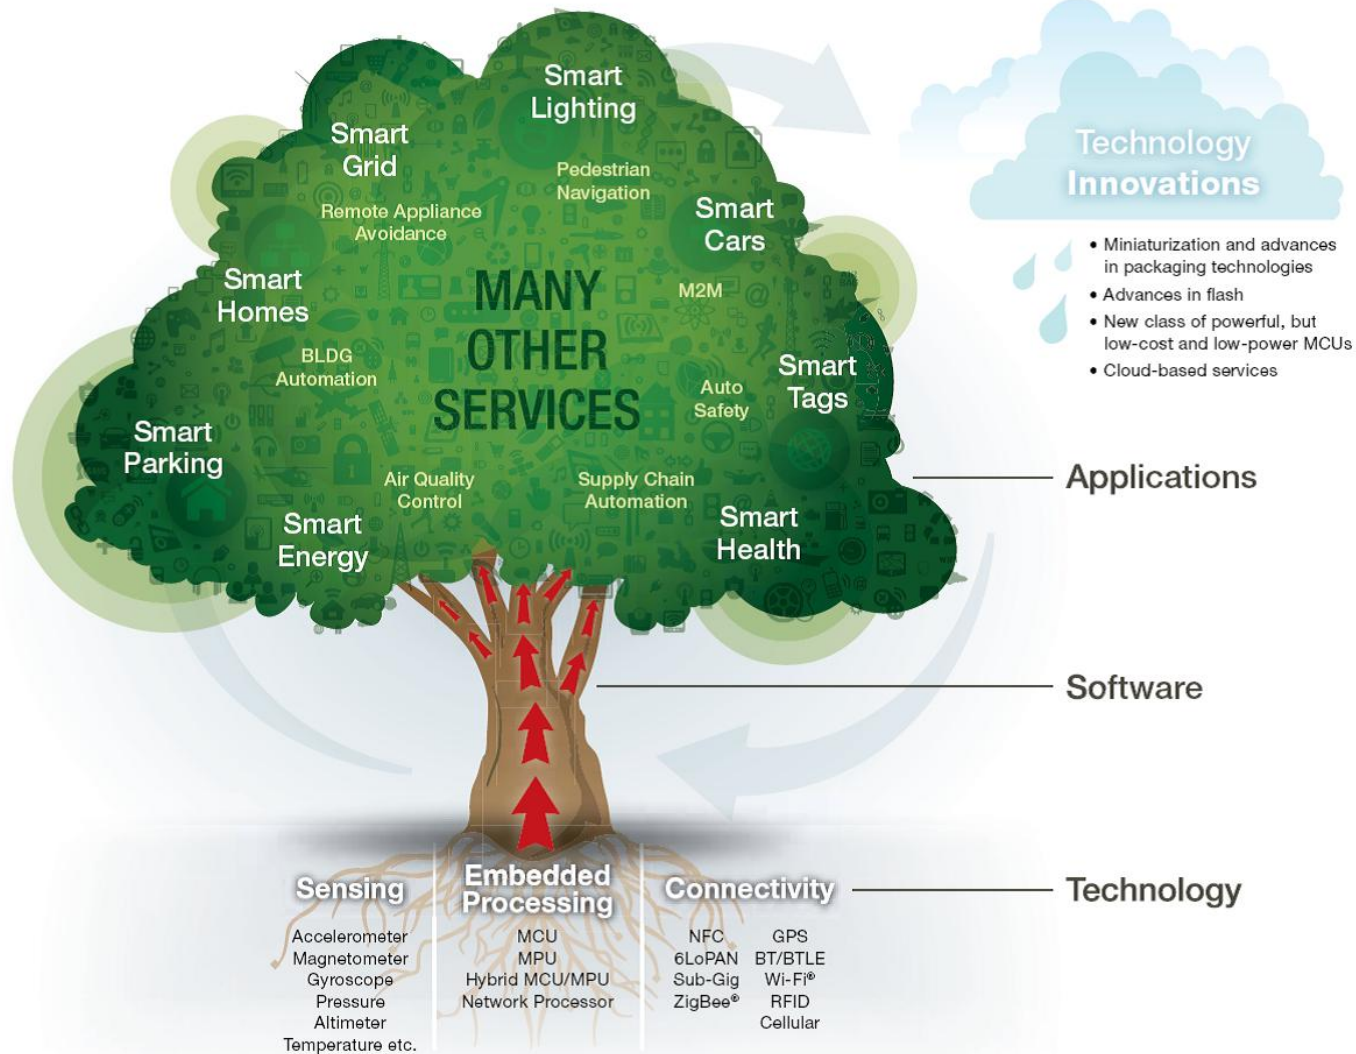 Smart
Lighting
Smart
Grid
Pedestrian
Navigation
Remote Appliance
Avoidance
Smart
Cars
Smart
Homes
MANY
OTHER
SERVICES
M2M
BLDG
Automation
Smart
Tags
Auto
Safety
Smart
Parking
Air Quality
Control
Supply Chain
Automation
Smart
Energy
Smart
Health
Technology
Innovations
• Miniaturization and advances
in packaging technologies
• Advances in flash
• New class of powerful, but
low-cost and low-power MCUs
• Cloud-based services
Applications
Software
Technology
Sensing
Accelerometer
Magnetometer
Gyroscope
Pressure
Altimeter
Temperature etc.
Embedded
Processing
MCU
MPU
Hybrid MCU/MPU
Network Processor
Connectivity
NFC GPS
6LoPAN BT/BTLE
Sub-Gig Wi-Fi®
ZigBee® RFID
Cellular